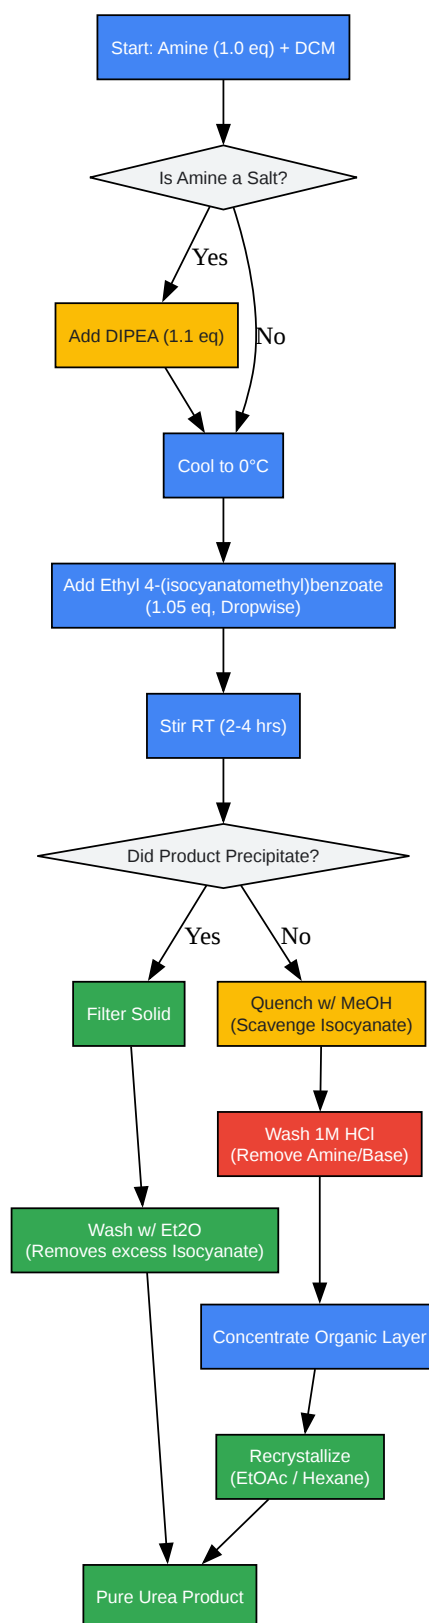 Start: Amine (1.0 eq) + DCM
Is Amine a Salt?
Yes
No
Add DIPEA (1.1 eq)
Cool to 0°C
Add Ethyl 4-(isocyanatomethyl)benzoate
(1.05 eq, Dropwise)
Stir RT (2-4 hrs)
Did Product Precipitate?
Yes
No
Filter Solid
Quench w/ MeOH
(Scavenge Isocyanate)
Wash 1M HCl
(Remove Amine/Base)
Wash w/ Et2O
(Removes excess Isocyanate)
Concentrate Organic Layer
Recrystallize
(EtOAc / Hexane)
Pure Urea Product